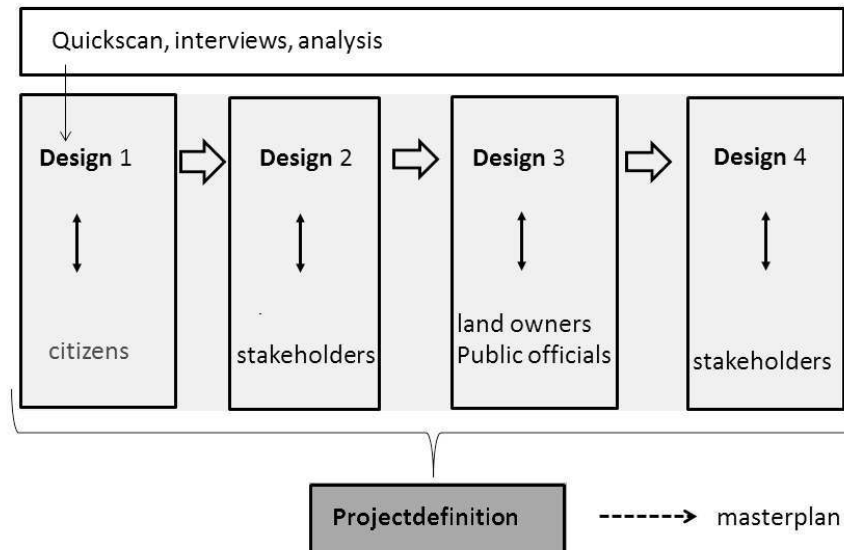 Quickscan, interviews, analysis
Design 1
Design 2
Design 3
Design 4
citizens
stakeholders
land owners
Public officials
stakeholders
Projectdefinition
masterplan